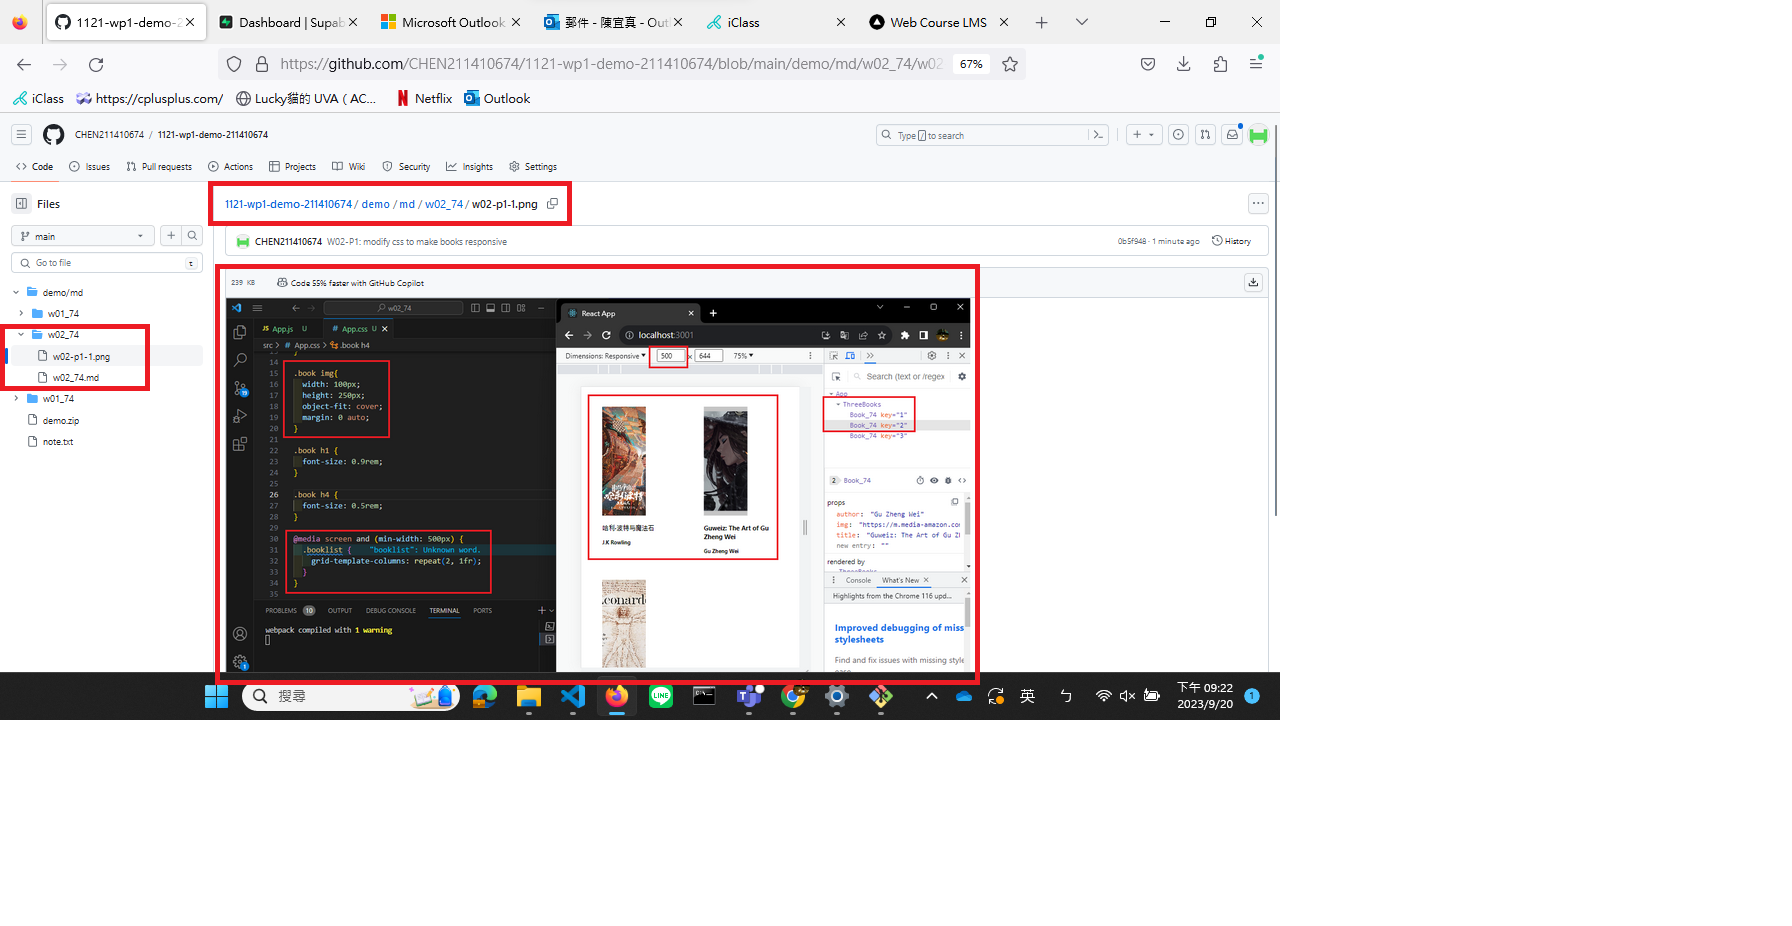 1121-wp1-demo-2
Dashboard | Supab
Microsoft Outlook
郵件 - 陳宜真 - Out
iClass
Web Course LMS
https://github.com/CHEN211410674/1121-wp1-demo-211410674/blob/main/demo/md/w02_74/w02
67%
iClass
https://cplusplus.com/
Lucky貓的 UVA ( AC...
Netflix
Outlook
CHEN211410674 / 1121-wp1-demo-211410674
Type / to search
Code
Issues
Pull requests
Actions
Projects
Wiki
Security
Insights
Settings
Files
main
Go to file
t
demo/md
w01_74
w02_74
w02-p1-1.png
w02_74.md
w01_74
demo.zip
note.txt
1121-wp1-demo-211410674 / demo / md / w02_74 / w02-p1-1.png
CHEN211410674 W02-P1: modify css to make books responsive
0b5f948 · 1 minute ago
History
239 KB
Code 55% faster with GitHub Copilot
w02_74
App.js U
# App.css U
src > # App.css > .book h4
14
15 .book img{
16 width: 100px;
17 height: 250px;
18 object-fit: cover;
19 margin: 0 auto;
20 }
21
22 .book h1 {
23 font-size: 0.9rem;
24 }
25
26 .book h4 {
27 font-size: 0.5rem;
28 }
29
30 @media screen and (min-width: 500px) {
31 .booklist { "booklist": Unknown word.
32 grid-template-columns: repeat(2, 1fr);
33 }
34 }
35
PROBLEMS 10 OUTPUT DEBUG CONSOLE TERMINAL PORTS
webpack compiled with 1 warning
React App
localhost:3001
Dimensions: Responsive 500 x 644 75%
哈利·波特与魔法石
J.K Rowling
Guweiz: The Art of Gu
Zheng Wei
Gu Zheng Wei
Search (text or /regex
App
ThreeBooks
Book_74 key="1"
Book_74 key="2"
Book_74 key="3"
2 Book_74
props
author: "Gu Zheng Wei"
img: "https://m.media-amazon.co
title: "Guweiz: The Art of Gu Z
new entry: ""
rendered by
ThreeBooks
Console What's New
Highlights from the Chrome 116 upd...
Improved debugging of miss
stylesheets
Find and fix issues with missing style
搜尋
英
ㄅ
下午 09:22
2023/9/20
1